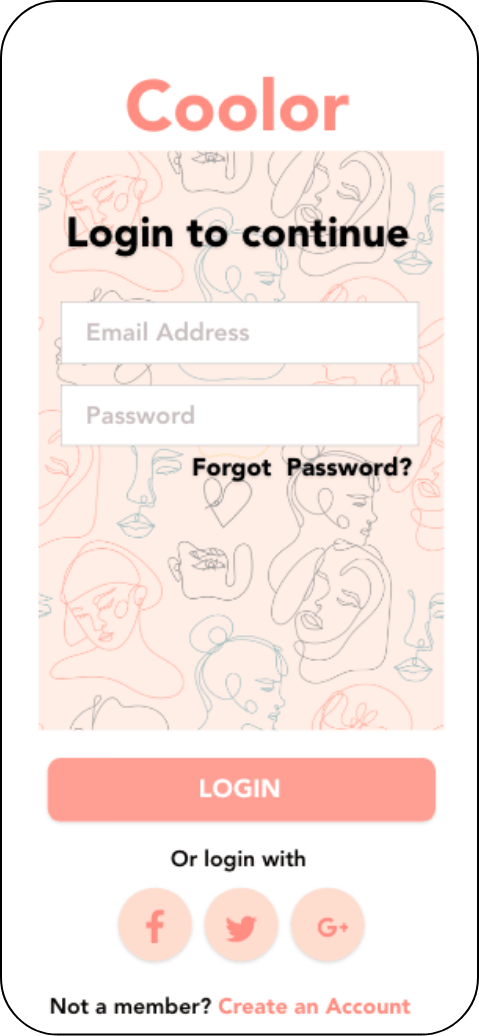 Coolor
Login to continue
Email Address
Password
Forgot Password?
LOGIN
Or login with
f
G+
Not a member? Create an Account